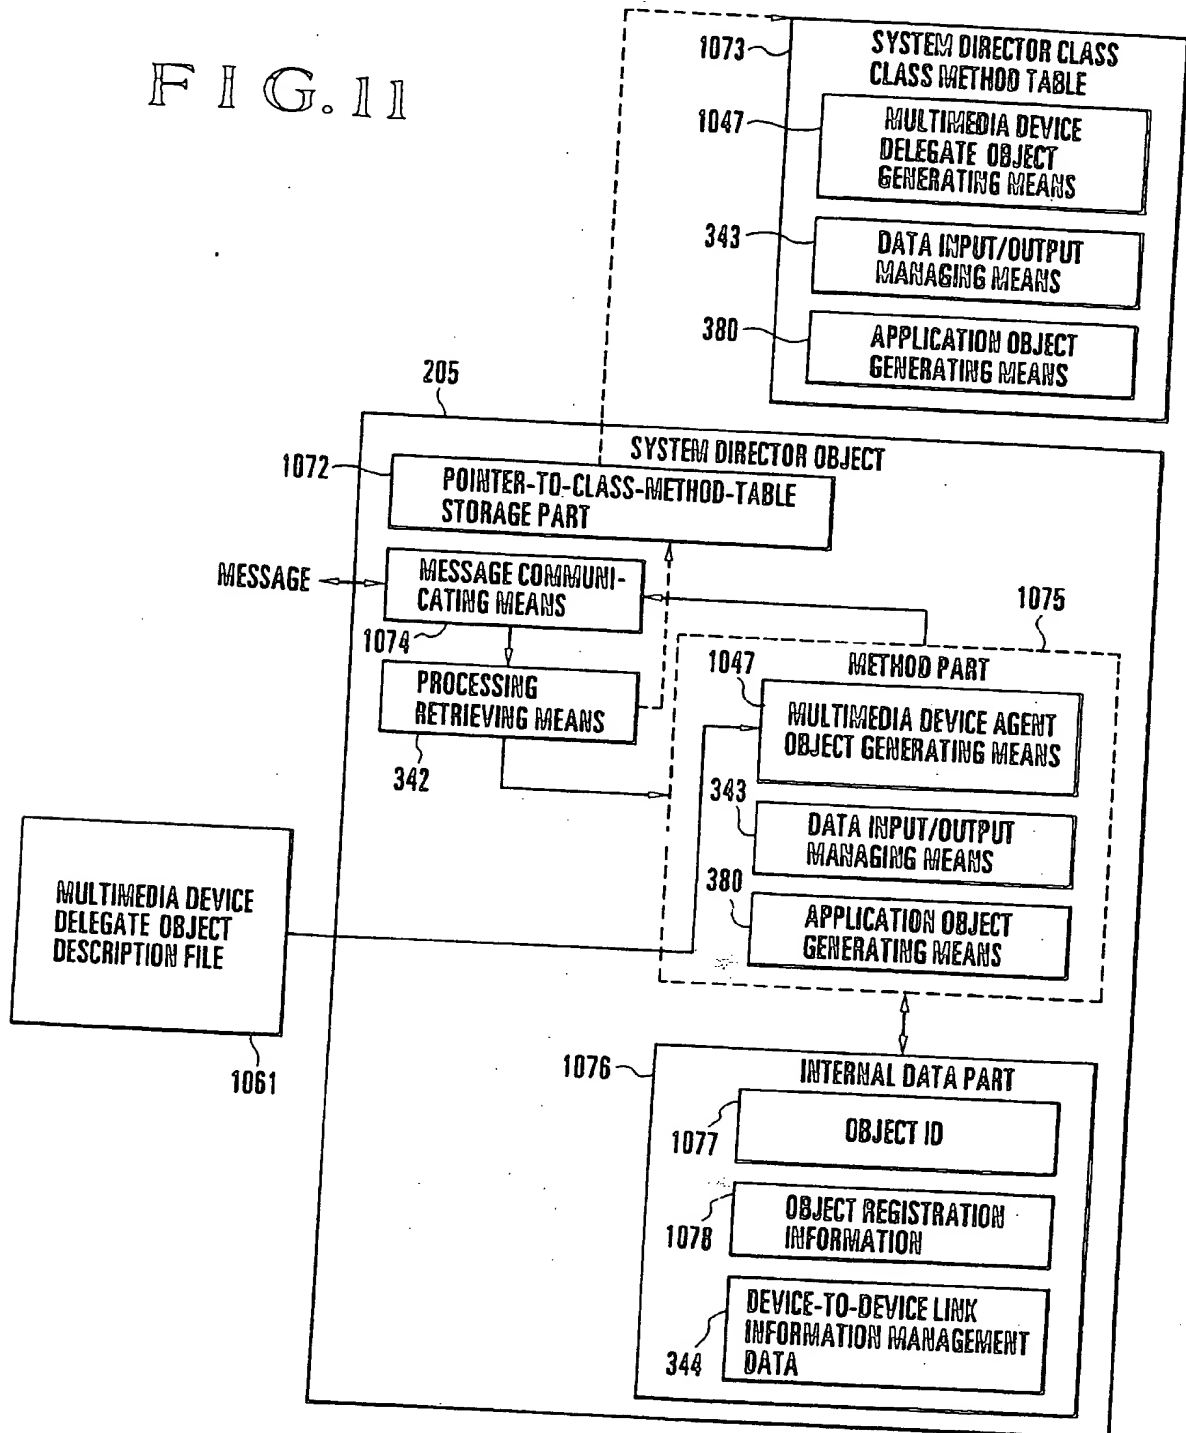 FIG.11
1073
SYSTEM DIRECTOR CLASS
CLASS METHOD TABLE
1047
MULTIMEDIA DEVICE
DELEGATE OBJECT
GENERATING MEANS
343
DATA INPUT/OUTPUT
MANAGING MEANS
380
APPLICATION OBJECT
GENERATING MEANS
205
SYSTEM DIRECTOR OBJECT
1072
POINTER-TO-CLASS-METHOD-TABLE
STORAGE PART
MESSAGE
MESSAGE COMMUNI-
CATING MEANS
1074
PROCESSING
RETRIEVING MEANS
342
1075
METHOD PART
1047
MULTIMEDIA DEVICE AGENT
OBJECT GENERATING MEANS
343
DATA INPUT/OUTPUT
MANAGING MEANS
380
APPLICATION OBJECT
GENERATING MEANS
MULTIMEDIA DEVICE
DELEGATE OBJECT
DESCRIPTION FILE
1061
1076
INTERNAL DATA PART
1077
OBJECT ID
1078
OBJECT REGISTRATION
INFORMATION
344
DEVICE-TO-DEVICE LINK
INFORMATION MANAGEMENT
DATA